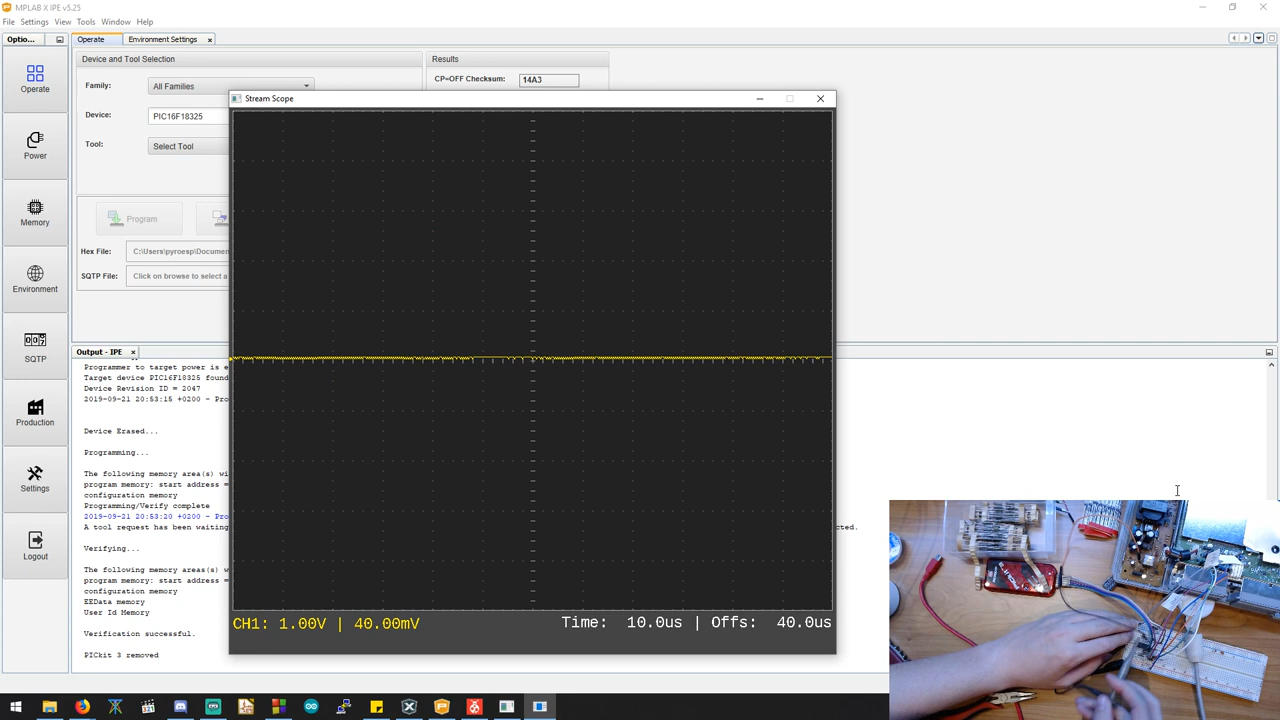 MPLAB X IPE v5.25
File Settings View Tools Window Help
Optio...
Operate
Environment Settings
Operate
Power
Memory
Environment
SQTP
Production
Settings
Logout
Device and Tool Selection
Family: All Families
Device: PIC16F18325
Tool: Select Tool
Program
Hex File: C:\Users\pyroesp\Docume
SQTP File: Click on browse to select a
Results
CP=OFF Checksum: 14A3
Stream Scope
CH1: 1.00V | 40.00mV
Time: 10.0us | Offs: 40.0us
Output - IPE
Programmer to target power is e
Target device PIC16F18325 foun
Device Revision ID = 2047
2019-09-21 20:53:15 +0200 - Pro
Device Erased...
Programming...
The following memory area(s) wi
program memory: start address =
configuration memory
Programming/Verify complete
2019-09-21 20:53:20 +0200 - Pro
A tool request has been waiting
cted.
Verifying...
The following memory areas(s) w
program memory: start address =
configuration memory
EEData memory
User Id Memory
Verification successful.
PICkit 3 removed